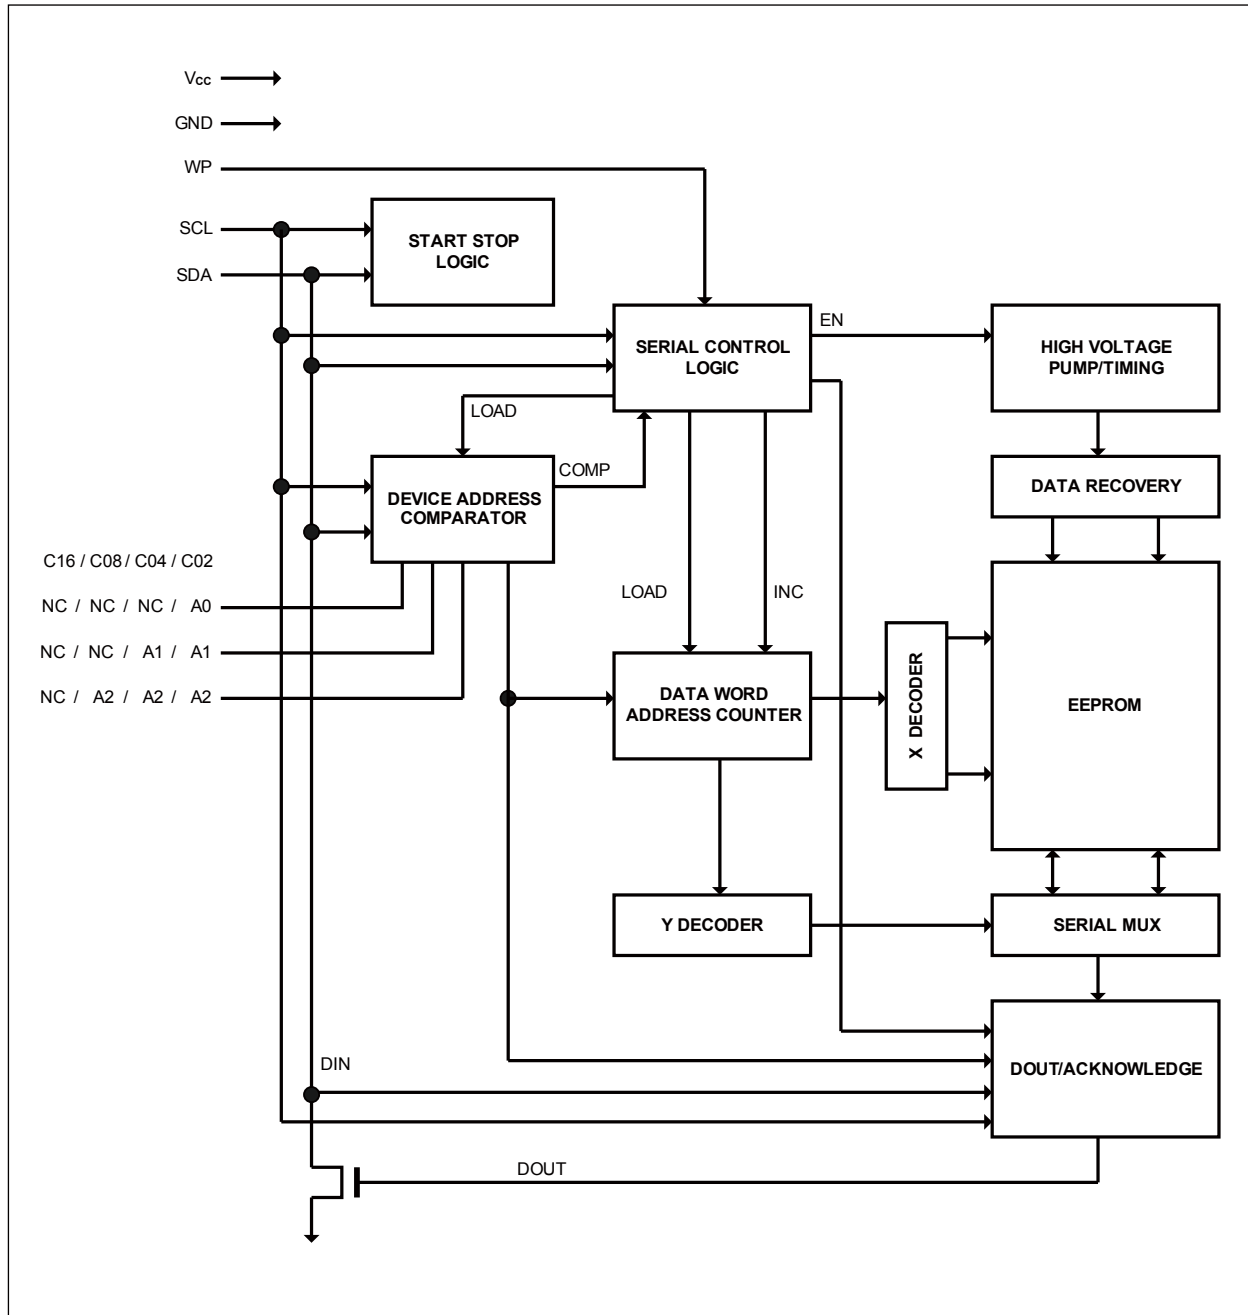 Vcc
GND
WP
SCL
SDA
START STOP
LOGIC
SERIAL CONTROL
LOGIC
EN
HIGH VOLTAGE
PUMP/TIMING
LOAD
COMP
DEVICE ADDRESS
COMPARATOR
DATA RECOVERY
C16 / C08 / C04 / C02
NC / NC / NC / A0
NC / NC / A1 / A1
NC / A2 / A2 / A2
LOAD
INC
DATA WORD
ADDRESS COUNTER
X DECODER
EEPROM
Y DECODER
SERIAL MUX
DIN
DOUT/ACKNOWLEDGE
DOUT